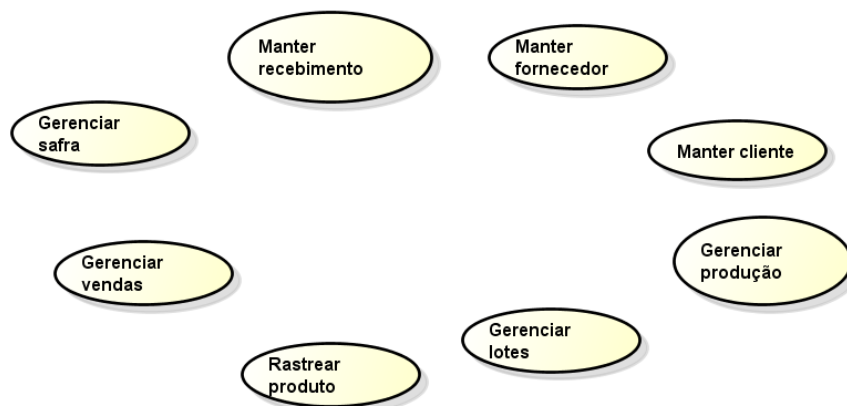 Manter
recebimento
Manter
fornecedor
Gerenciar
safra
Manter cliente
Gerenciar
vendas
Gerenciar
produção
Rastrear
produto
Gerenciar
lotes